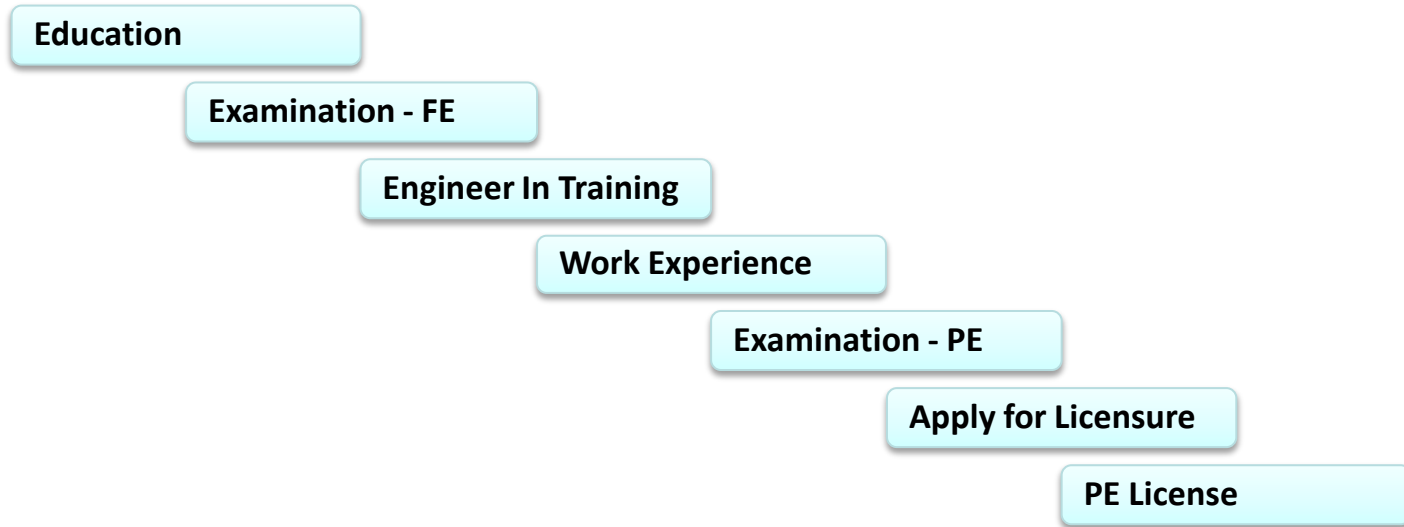 Education
Examination - FE
Engineer In Training
Work Experience
Examination - PE
Apply for Licensure
PE License